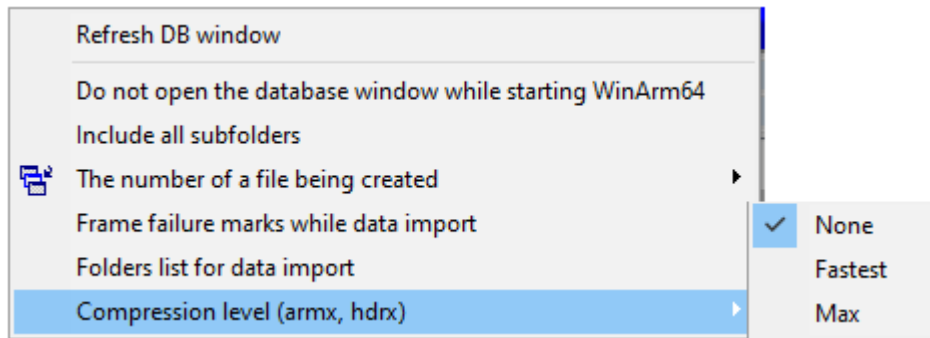 Refresh DB window
Do not open the database window while starting WinArm64
Include all subfolders
The number of a file being created
Frame failure marks while data import
Folders list for data import
Compression level (armx, hdrx)
None
Fastest
Max